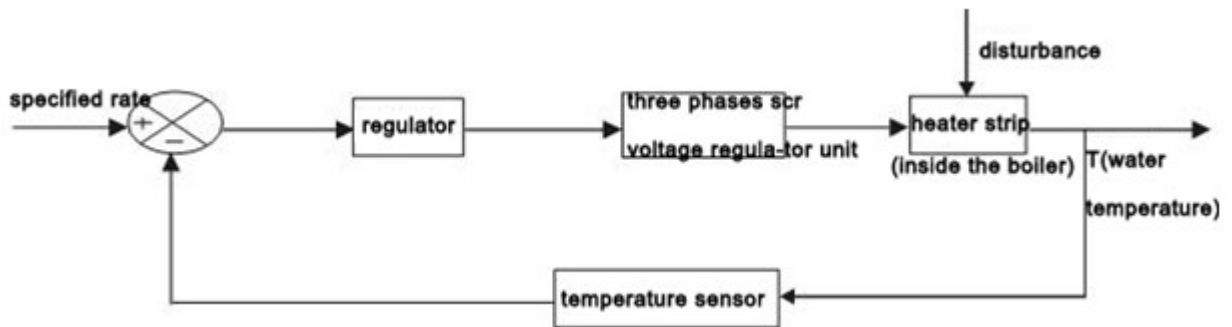 disturbance
specified rate
+
−
regulator
three phases scr
voltage regula-tor unit
heater strip
(inside the boiler)
T(water
temperature)
temperature sensor